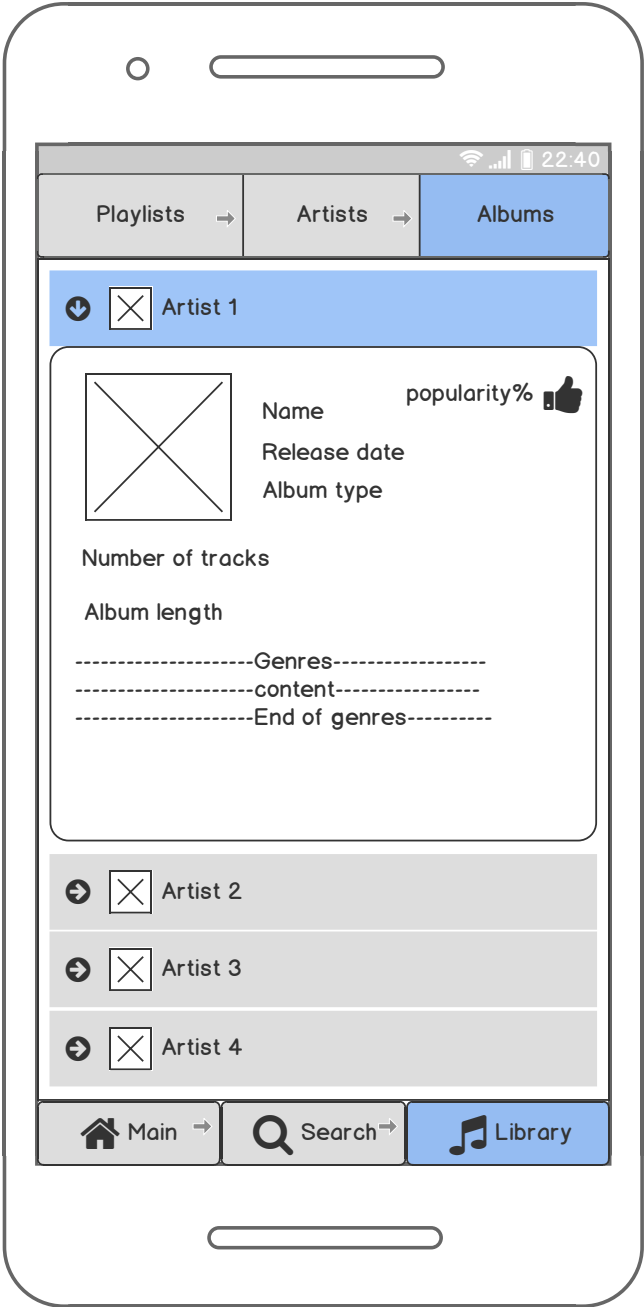 22:40
Playlists Artists Albums
Artist 1
popularity%
Name
Release date
Album type
Number of tracks
Album length
---------------------Genres------------------
---------------------content-----------------
---------------------End of genres----------
Artist 2
Artist 3
Artist 4
Main Search Library